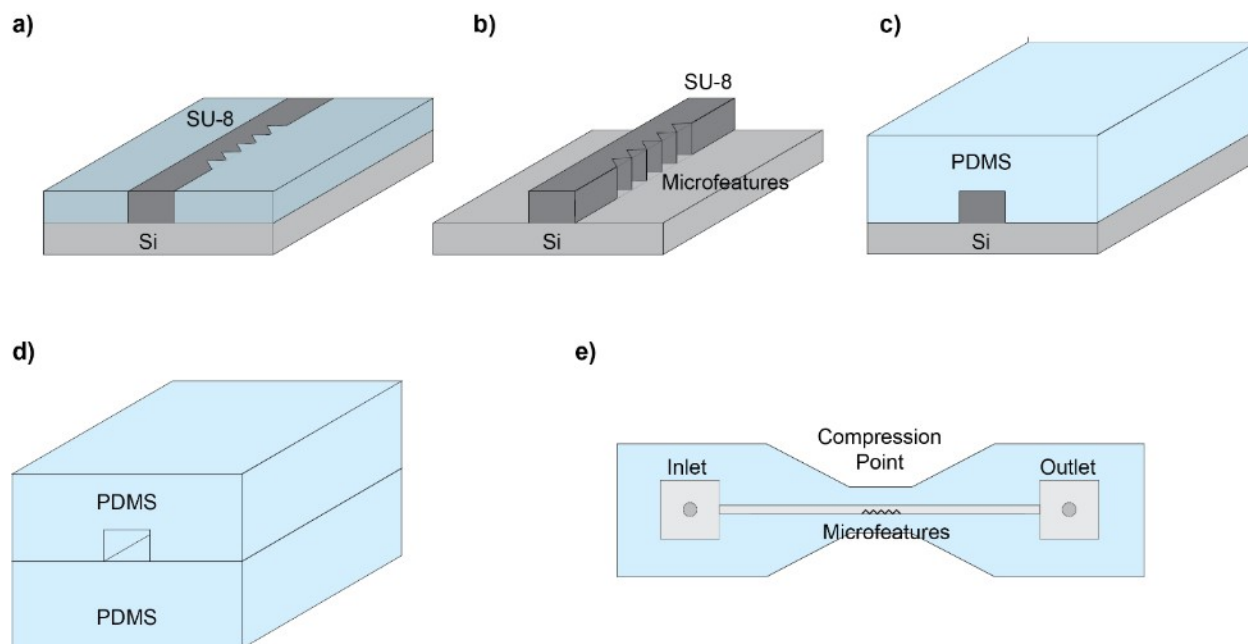 a)
SU-8
Si
b)
SU-8
Microfeatures
Si
c)
PDMS
Si
d)
PDMS
PDMS
e)
Compression
Point
Inlet
Outlet
Microfeatures